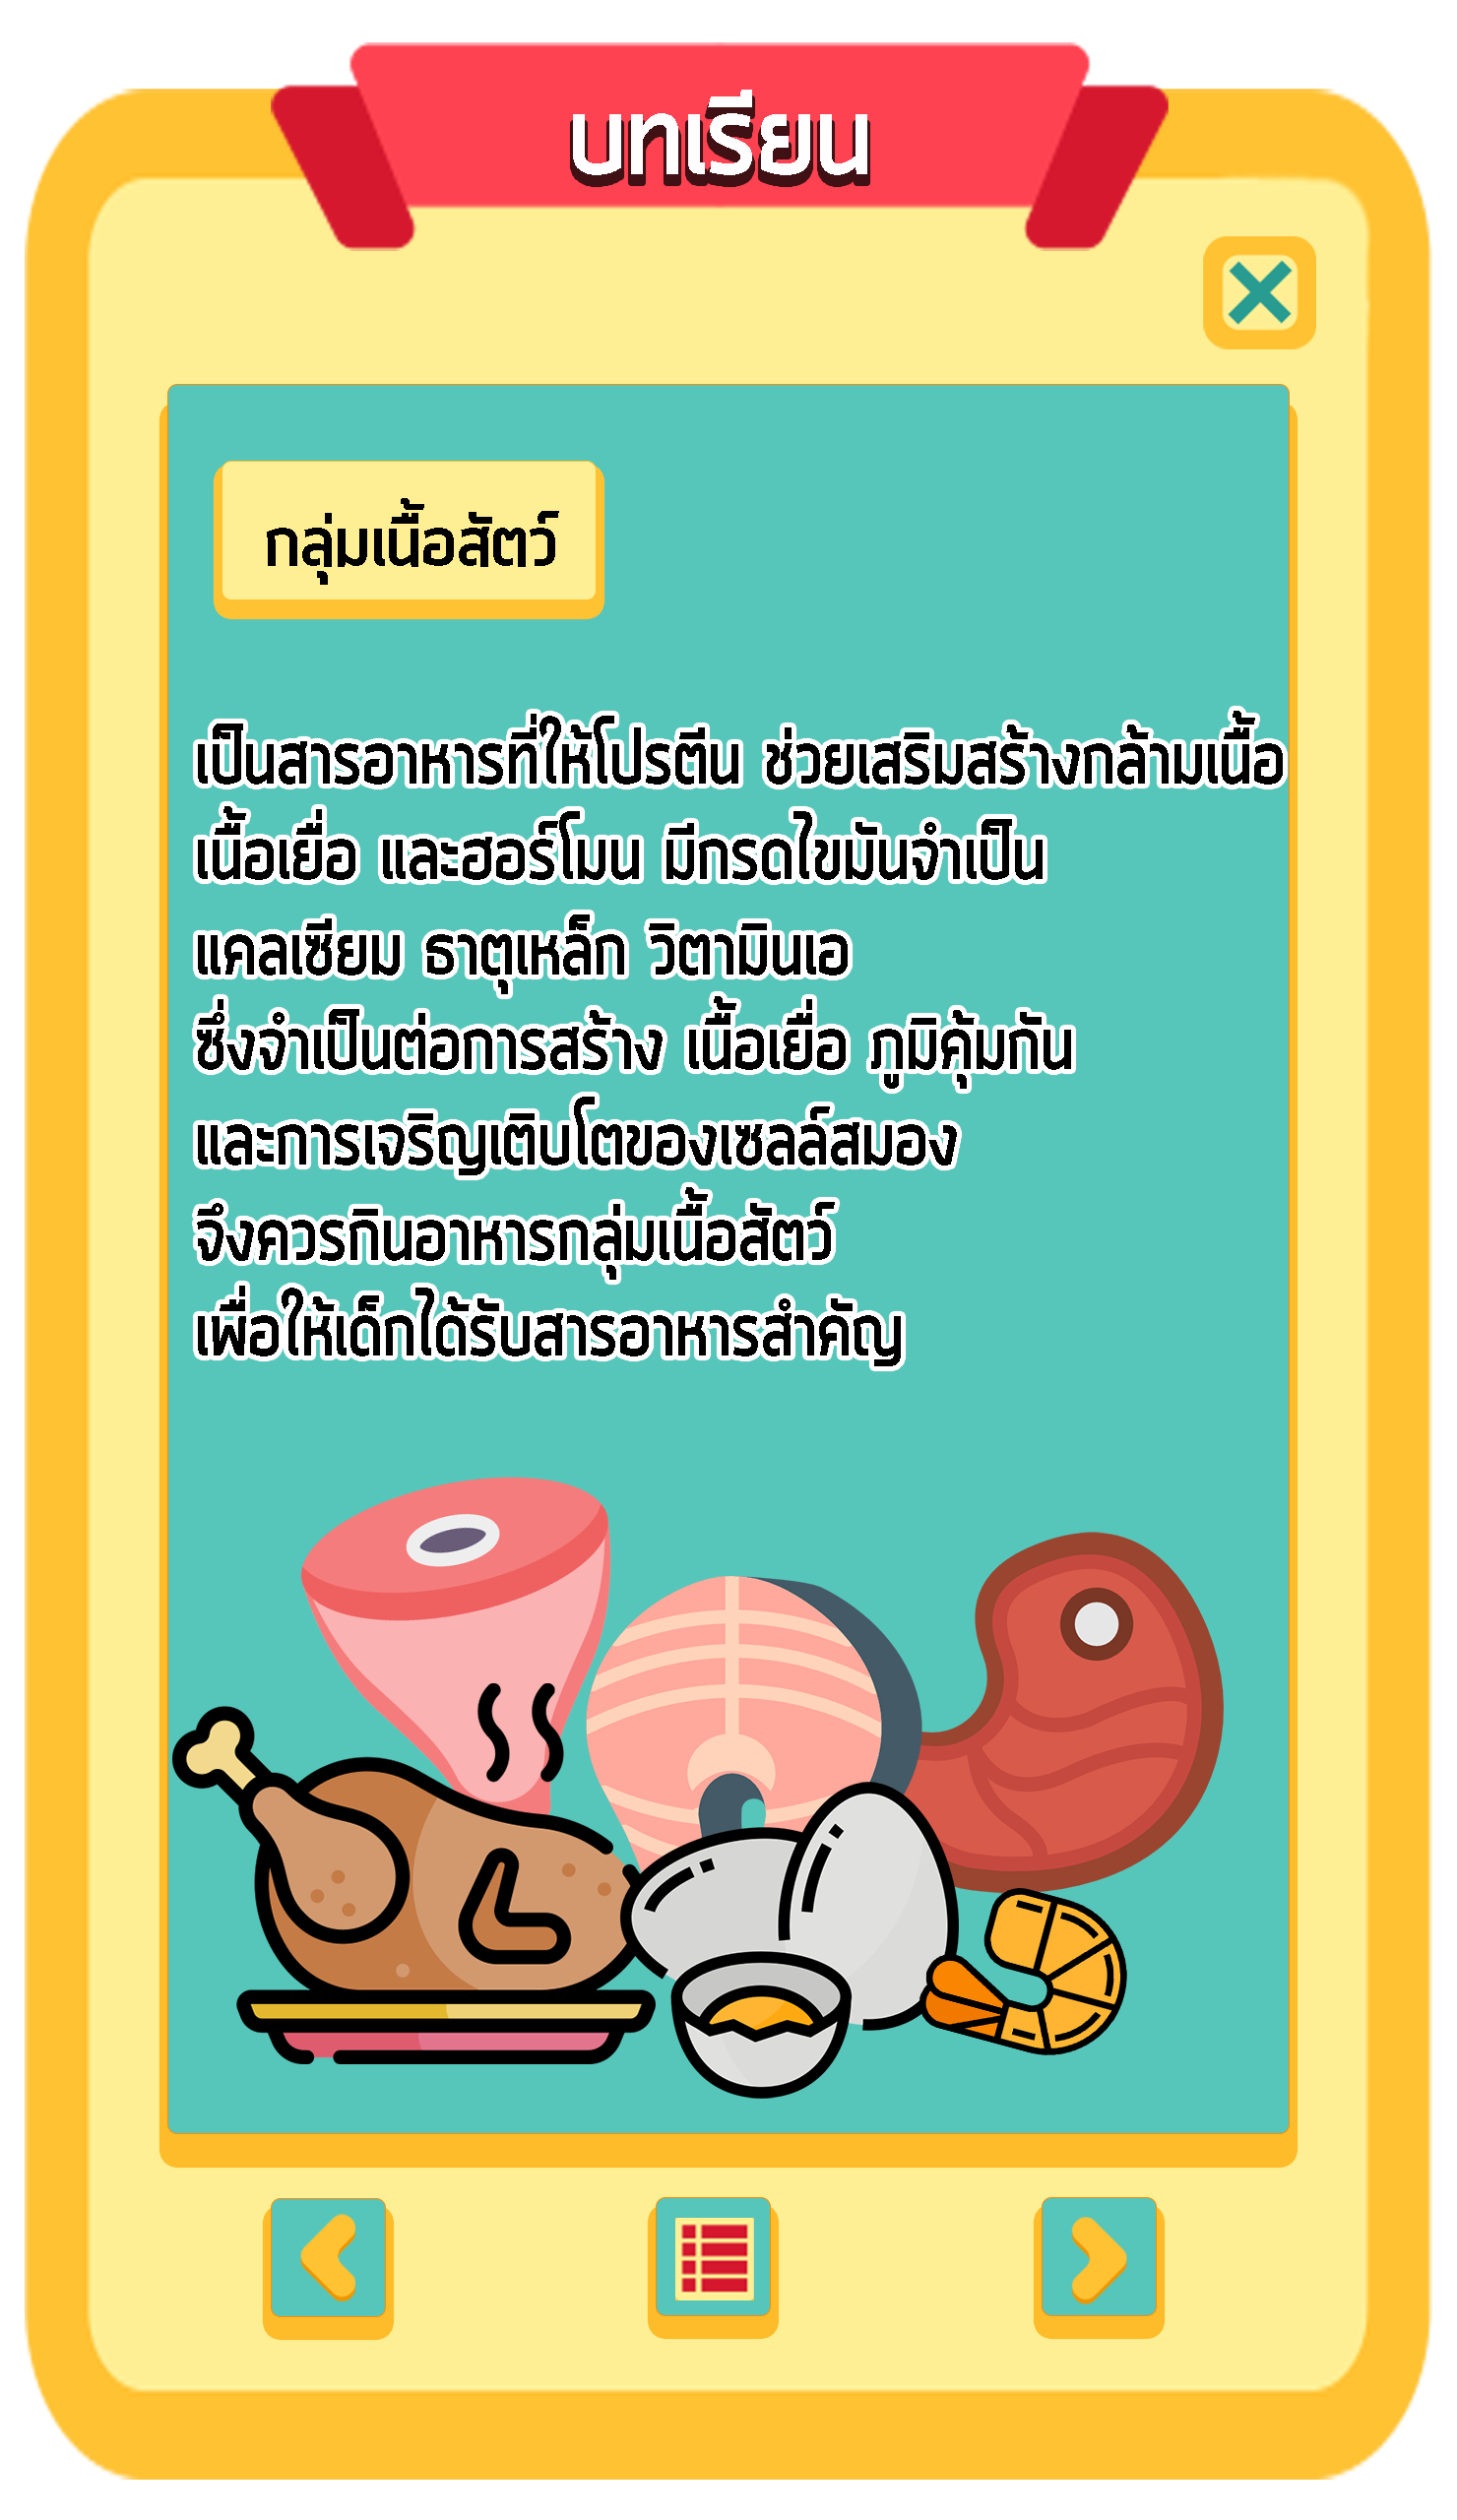 บทเรียน
กลุ่มเนื้อสัตว์
เป็นสารอาหารที่ให้โปรตีน ช่วยเสริมสร้างกล้ามเนื้อ
เนื้อเยื่อ และฮอร์โมน มีกรดไขมันจำเป็น
แคลเซียม ธาตุเหล็ก วิตามินเอ
ซึ่งจำเป็นต่อการสร้าง เนื้อเยื่อ ภูมิคุ้มกัน
และการเจริญเติบโตของเซลล์สมอง
จึงควรกินอาหารกลุ่มเนื้อสัตว์
เพื่อให้เด็กได้รับสารอาหารสำคัญ